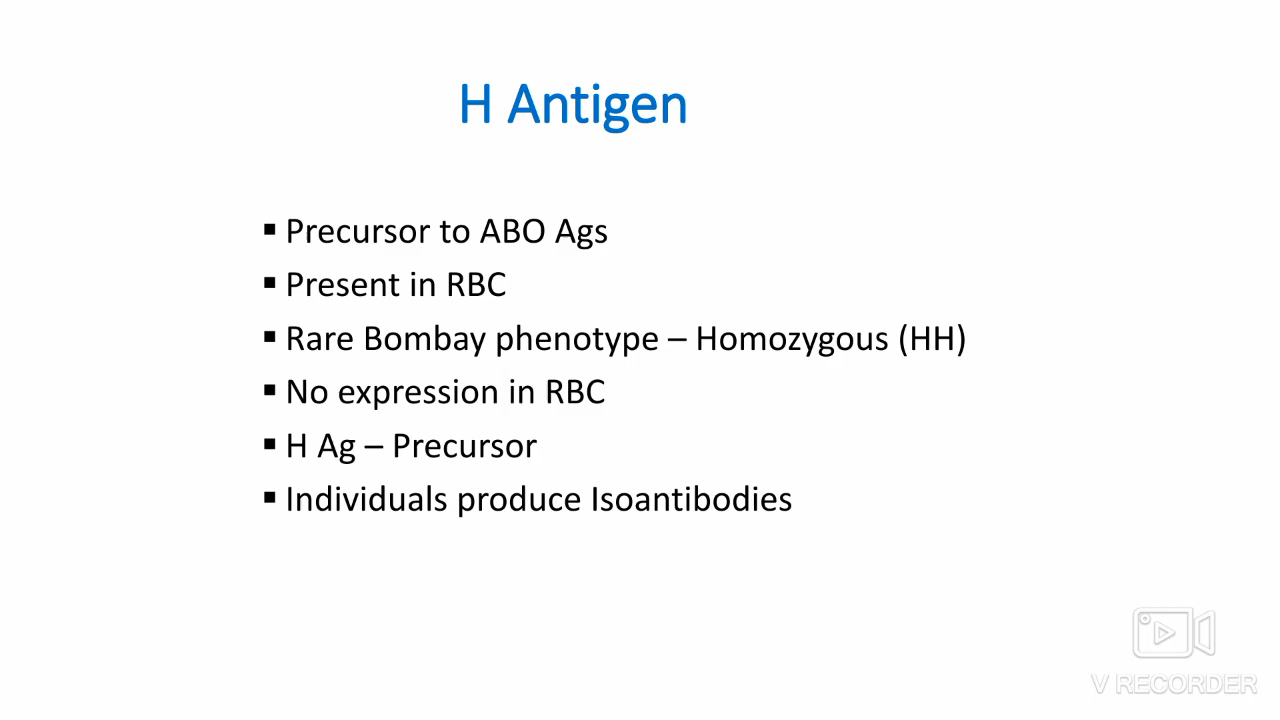 H Antigen
▪ Precursor to ABO Ags
▪ Present in RBC
▪ Rare Bombay phenotype – Homozygous (HH)
▪ No expression in RBC
▪ H Ag – Precursor
▪ Individuals produce Isoantibodies
V RECORDER